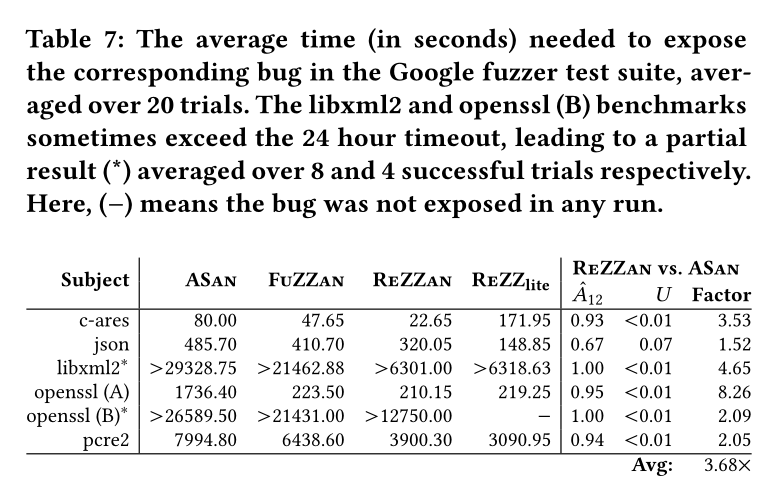 Table 7: The average time (in seconds) needed to expose
the corresponding bug in the Google fuzzer test suite, aver-
aged over 20 trials. The libxml2 and openssl (B) benchmarks
sometimes exceed the 24 hour timeout, leading to a partial
result (*) averaged over 8 and 4 successful trials respectively.
Here, (−) means the bug was not exposed in any run.
Subject ASan FuZZan ReZZan ReZZlite ReZZan vs. ASan
Â12 U Factor
c-ares 80.00 47.65 22.65 171.95 0.93 <0.01 3.53
json 485.70 410.70 320.05 148.85 0.67 0.07 1.52
libxml2* >29328.75 >21462.88 >6301.00 >6318.63 1.00 <0.01 4.65
openssl (A) 1736.40 223.50 210.15 219.25 0.95 <0.01 8.26
openssl (B)* >26589.50 >21431.00 >12750.00 − 1.00 <0.01 2.09
pcre2 7994.80 6438.60 3900.30 3090.95 0.94 <0.01 2.05
Avg: 3.68×